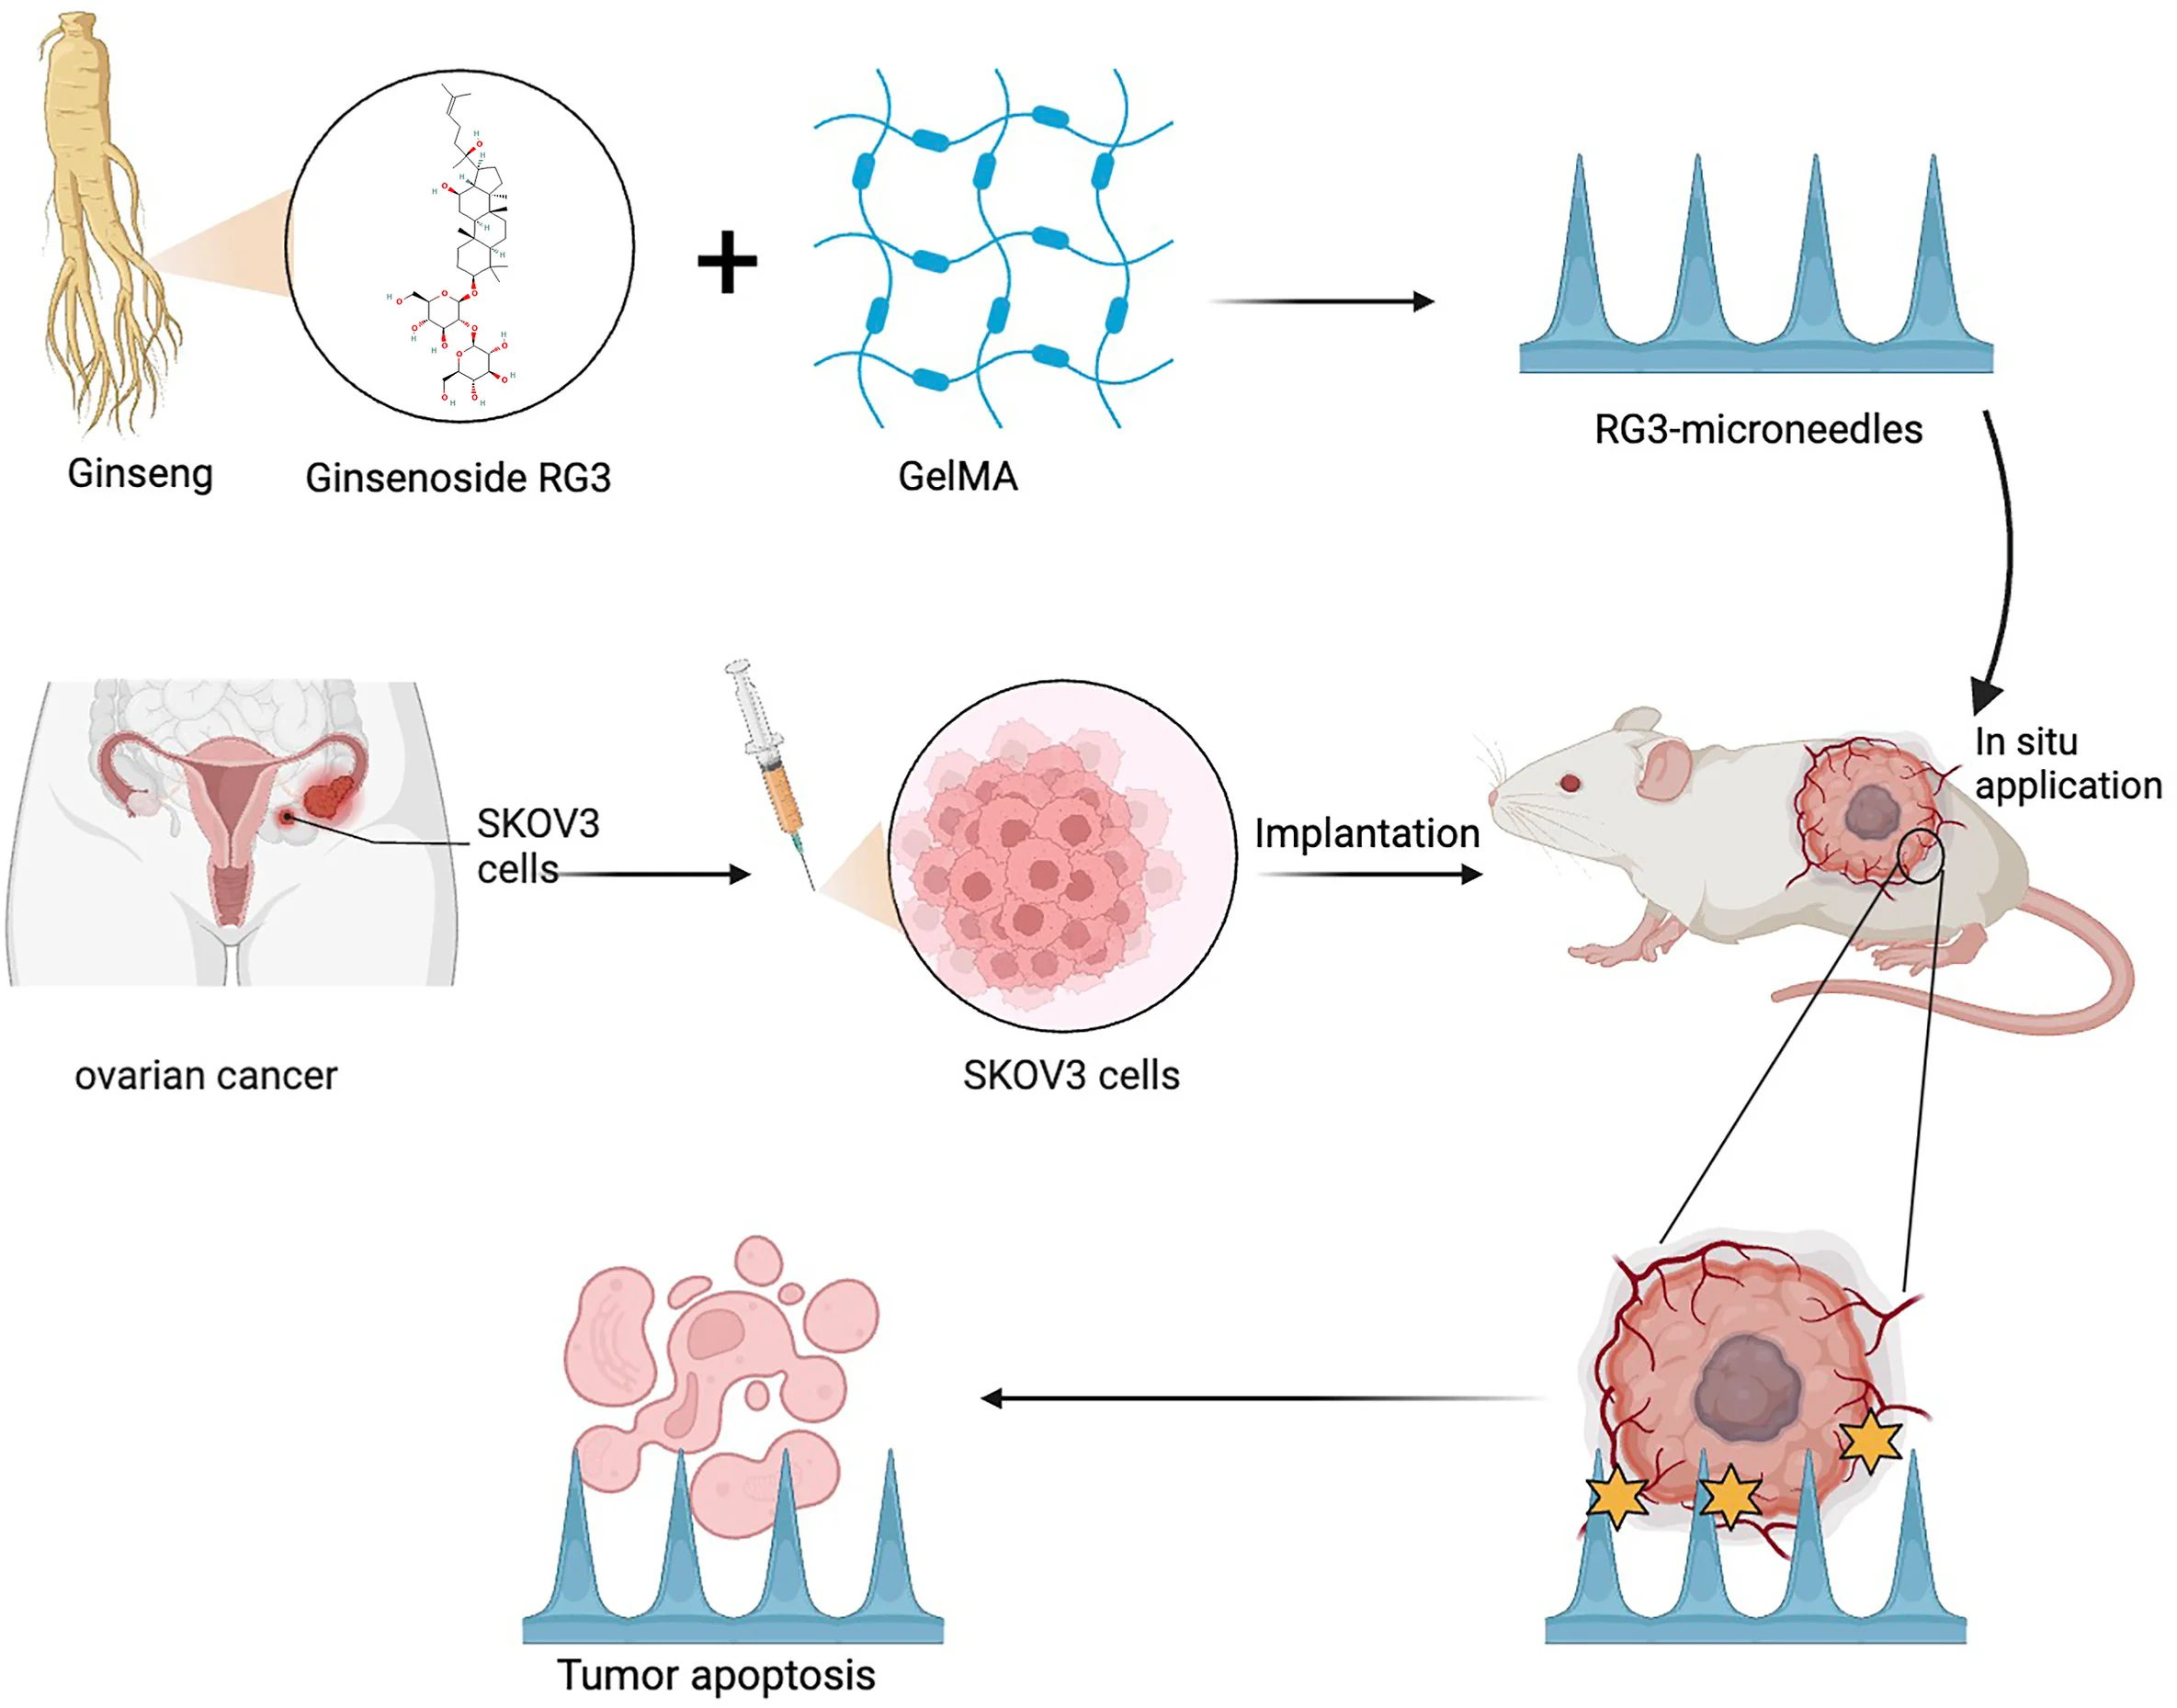 Ginseng
Ginsenoside RG3
GelMA
RG3-microneedles
In situ
application
SKOV3
cells
Implantation
ovarian cancer
SKOV3 cells
Tumor apoptosis